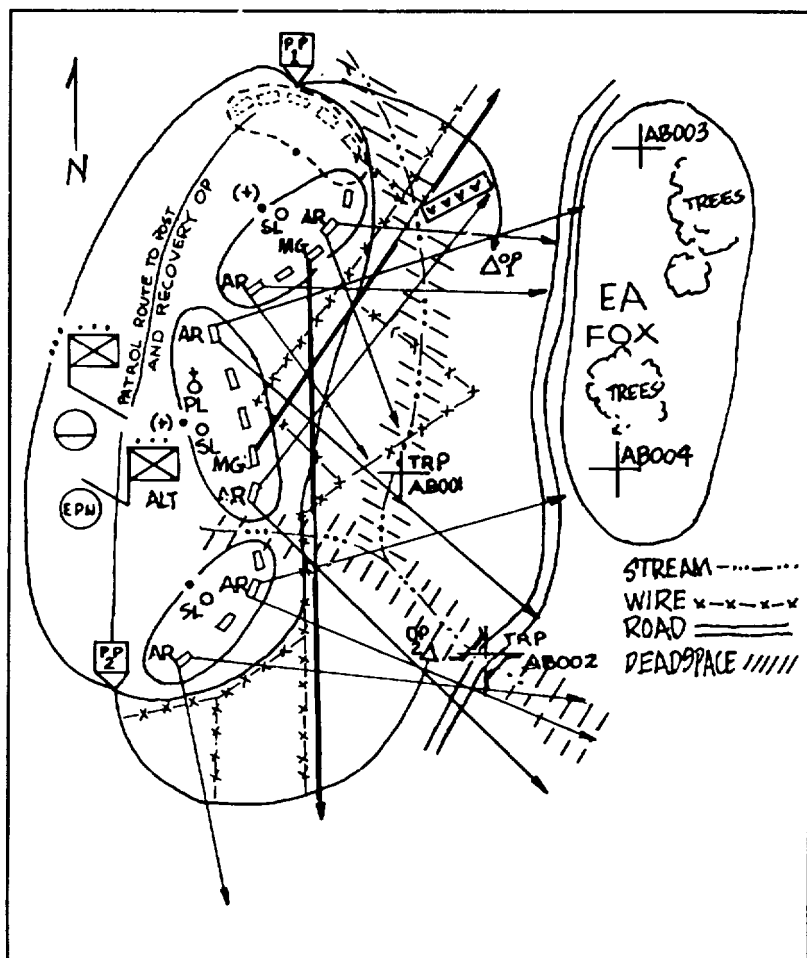 P.P
1
N
AB003
TREES
PATROL ROUTE TO POST
AND RECOVERY OP
(+)
SL
AR
MG
AR
OP
1
EA
FOX
TREES
AR
PL
(+)
SL
MG
AR
TRP
AB001
AB004
ALT
EPW
AR
SL
AR
P.P
2
OP
2
TRP
AB002
STREAM
WIRE
ROAD
DEADSPACE